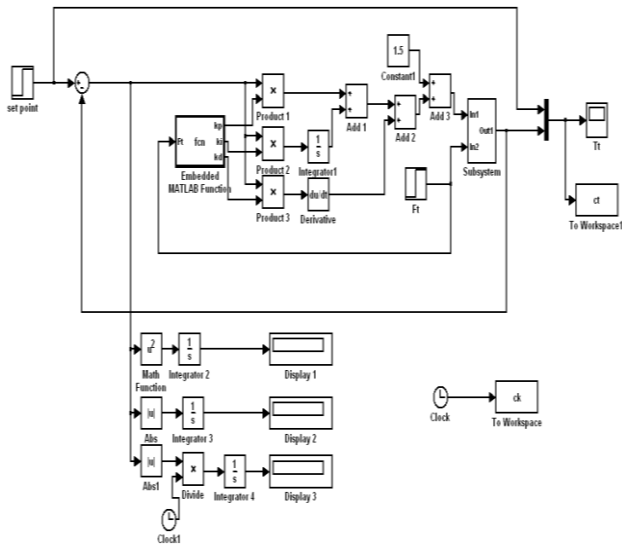 set point
+
-
Ft
fcn
kp
ki
kd
Embedded
MATLAB Function
×
Product 1
×
Product 2
×
Product 3
1
s
Integrator1
du/dt
Derivative
+
+
Add 1
+
+
Add 2
1.5
Constant1
+
+
Add 3
Ft
In1
Out1
In2
Subsystem
Tt
ct
To Workspace1
u2
Math
Function
1
s
Integrator 2
Display 1
|u|
Abs
1
s
Integrator 3
Display 2
|u|
Abs1
×
Divide
1
s
Integrator 4
Display 3
Clock1
Clock
ck
To Workspace